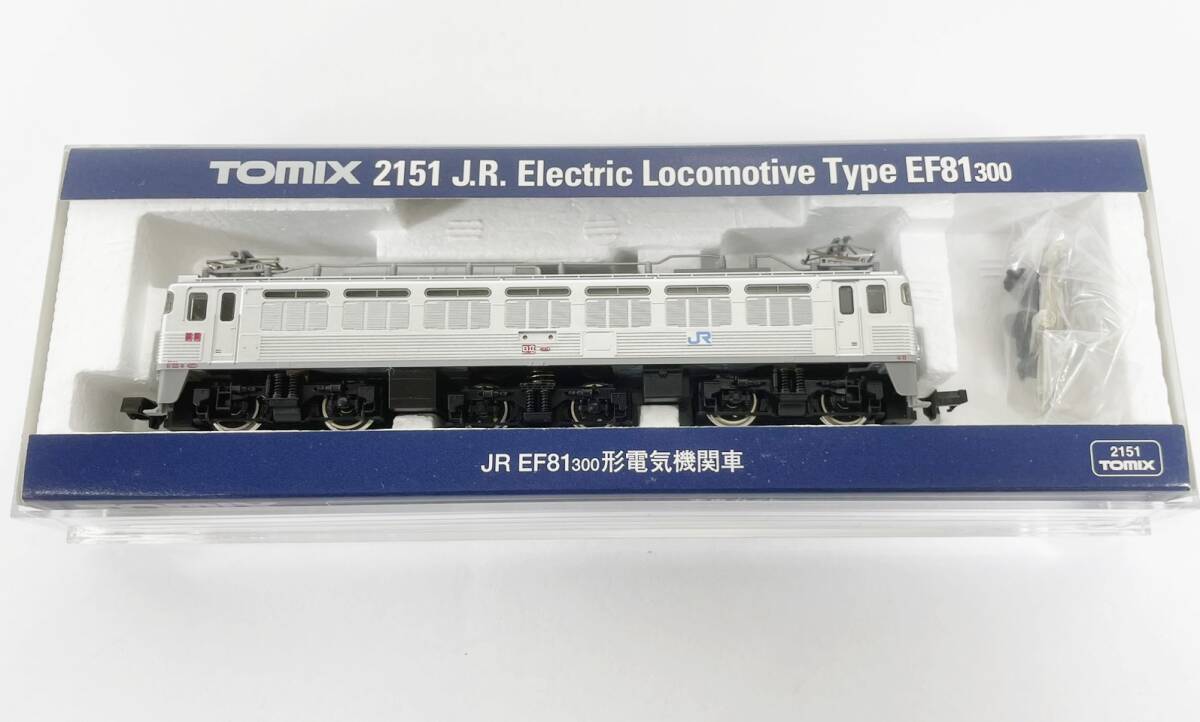 TOMIX 2151 J.R. Electric Locomotive Type EF81300
JR
JR EF81300形電気機関車
2151
TOMIX